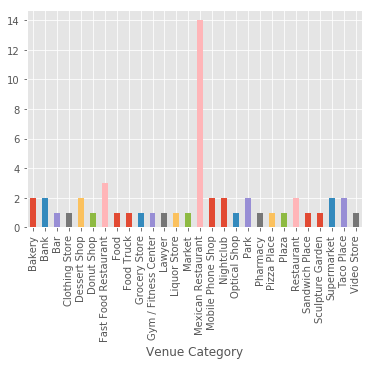 14
12
10
8
6
4
2
0
Bakery
Bank
Bar
Clothing Store
Dessert Shop
Donut Shop
Fast Food Restaurant
Food
Food Truck
Grocery Store
Gym / Fitness Center
Lawyer
Liquor Store
Market
Mexican Restaurant
Mobile Phone Shop
Nightclub
Optical Shop
Park
Pharmacy
Pizza Place
Plaza
Restaurant
Sandwich Place
Sculpture Garden
Supermarket
Taco Place
Video Store
Venue Category